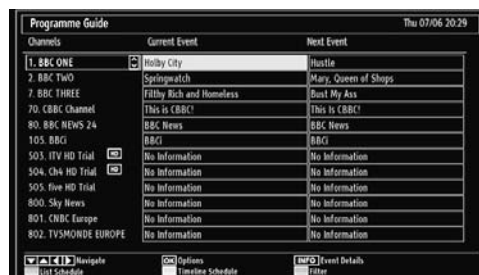 Programme Guide Thu 07/06 20:29
Channels Current Event Next Event
1. BBC ONE Holby City Hustle
2. BBC TWO Springwatch Mary, Queen of Shops
7. BBC THREE Filthy Rich and Homeless Bust My Ass
70. CBBC Channel This is CBBC! This Is CBBC!
80. BBC NEWS 24 BBC News BBC News
105. BBCi BBCi BBCi
503. ITV HD Trial HD No Information No Information
504. Ch4 HD Trial HD No Information No Information
505. five HD Trial No Information No Information
800. Sky News No Information No Information
801. CNBC Europe No Information No Information
802. TV5MONDE EUROPE No Information No Information
Navigate OK Options INFO Event Details
List Schedule Timeline Schedule Filter